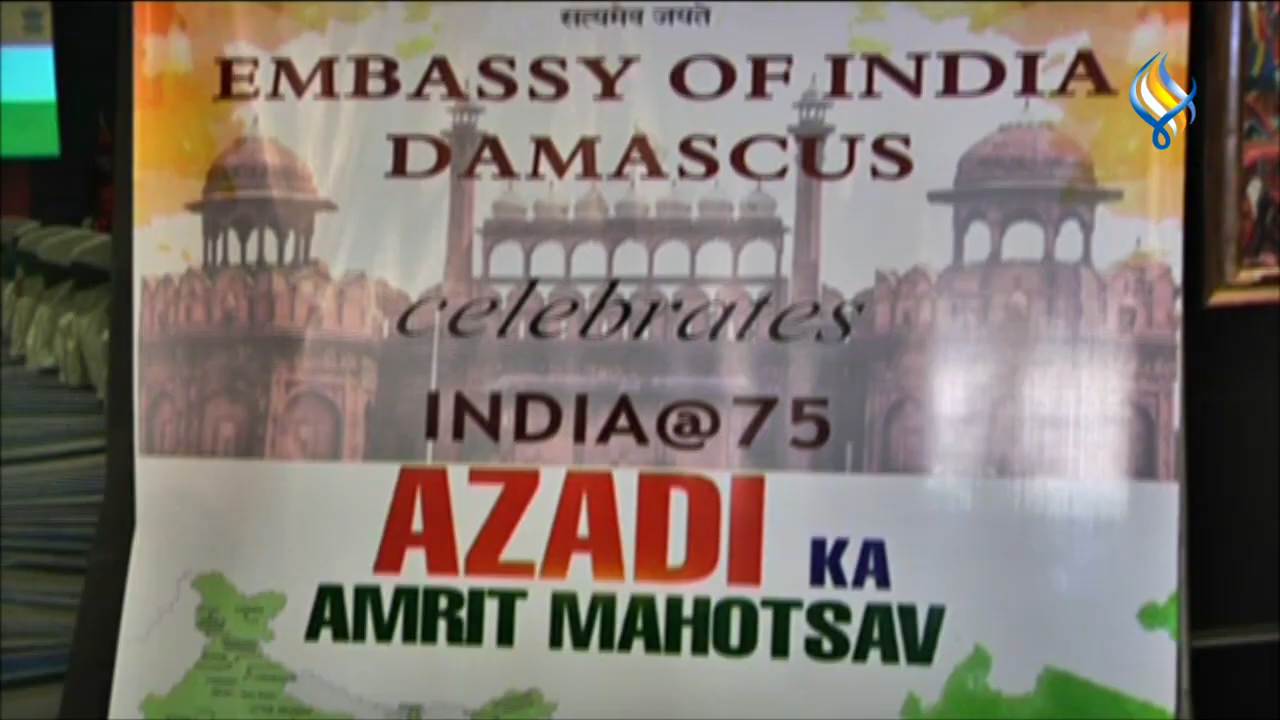 सत्यमेव जयते
EMBASSY OF INDIA
DAMASCUS
celebrates
INDIA@75
AZADI KA
AMRIT MAHOTSAV